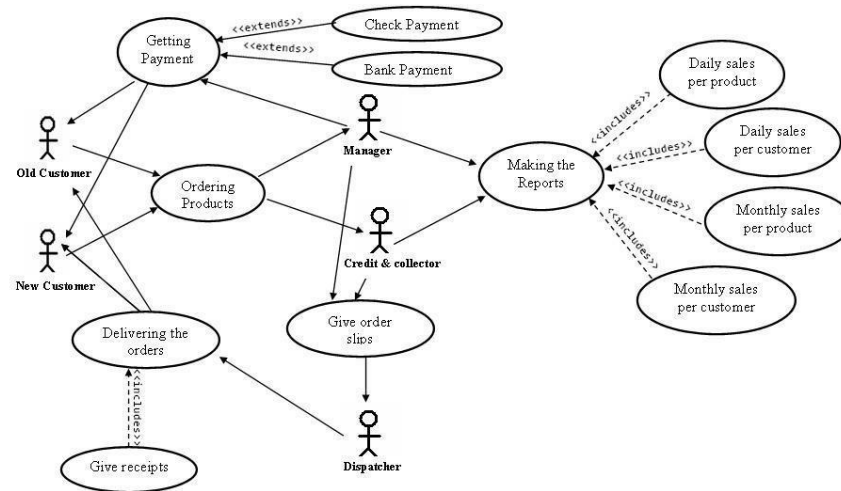 <<extends>>
Check Payment
Getting
Payment
<<extends>>
Bank Payment
Daily sales
per product
<<includes>>
Manager
Daily sales
per customer
<<includes>>
Old Customer
Ordering
Products
Making the
Reports
<<includes>>
Monthly sales
per product
<<includes>>
New Customer
Credit & collector
Monthly sales
per customer
Delivering the
orders
Give order
slips
<<includes>>
Give receipts
Dispatcher